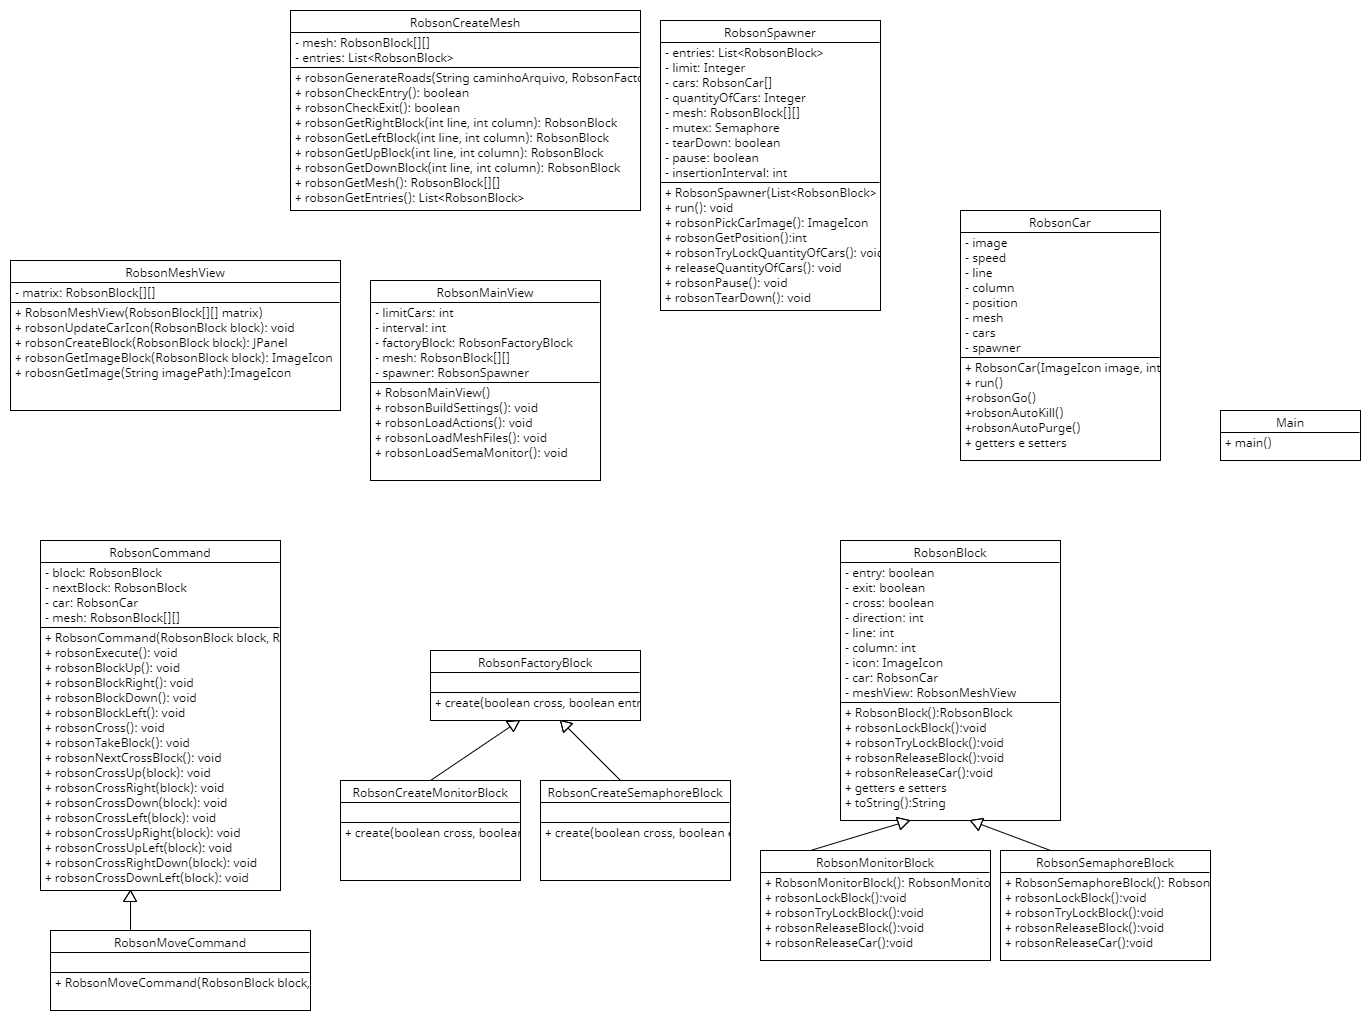 RobsonCreateMesh
- mesh: RobsonBlock[][]
- entries: List<RobsonBlock>
+ robsonGenerateRoads(String caminhoArquivo, RobsonFacto
+ robsonCheckEntry(): boolean
+ robsonCheckExit(): boolean
+ robsonGetRightBlock(int line, int column): RobsonBlock
+ robsonGetLeftBlock(int line, int column): RobsonBlock
+ robsonGetUpBlock(int line, int column): RobsonBlock
+ robsonGetDownBlock(int line, int column): RobsonBlock
+ robsonGetMesh(): RobsonBlock[][]
+ robsonGetEntries(): List<RobsonBlock>
RobsonSpawner
- entries: List<RobsonBlock>
- limit: Integer
- cars: RobsonCar[]
- quantityOfCars: Integer
- mesh: RobsonBlock[][]
- mutex: Semaphore
- tearDown: boolean
- pause: boolean
- insertionInterval: int
+ RobsonSpawner(List<RobsonBlock>
+ run(): void
+ robsonPickCarImage(): ImageIcon
+ robsonGetPosition():int
+ robsonTryLockQuantityOfCars(): void
+ releaseQuantityOfCars(): void
+ robsonPause(): void
+ robsonTearDown(): void
RobsonCar
- image
- speed
- line
- column
- position
- mesh
- cars
- spawner
+ RobsonCar(ImageIcon image, int
+ run()
+robsonGo()
+robsonAutoKill()
+robsonAutoPurge()
+ getters e setters
RobsonMeshView
- matrix: RobsonBlock[][]
+ RobsonMeshView(RobsonBlock[][] matrix)
+ robsonUpdateCarIcon(RobsonBlock block): void
+ robsonCreateBlock(RobsonBlock block): JPanel
+ robsonGetImageBlock(RobsonBlock block): ImageIcon
+ robosnGetImage(String imagePath):ImageIcon
RobsonMainView
- limitCars: int
- interval: int
- factoryBlock: RobsonFactoryBlock
- mesh: RobsonBlock[][]
- spawner: RobsonSpawner
+ RobsonMainView()
+ robsonBuildSettings(): void
+ robsonLoadActions(): void
+ robsonLoadMeshFiles(): void
+ robsonLoadSemaMonitor(): void
Main
+ main()
RobsonCommand
- block: RobsonBlock
- nextBlock: RobsonBlock
- car: RobsonCar
- mesh: RobsonBlock[][]
+ RobsonCommand(RobsonBlock block, R
+ robsonExecute(): void
+ robsonBlockUp(): void
+ robsonBlockRight(): void
+ robsonBlockDown(): void
+ robsonBlockLeft(): void
+ robsonCross(): void
+ robsonTakeBlock(): void
+ robsonNextCrossBlock(): void
+ robsonCrossUp(block): void
+ robsonCrossRight(block): void
+ robsonCrossDown(block): void
+ robsonCrossLeft(block): void
+ robsonCrossUpRight(block): void
+ robsonCrossUpLeft(block): void
+ robsonCrossRightDown(block): void
+ robsonCrossDownLeft(block): void
RobsonMoveCommand
+ RobsonMoveCommand(RobsonBlock block,
RobsonFactoryBlock
+ create(boolean cross, boolean entr
RobsonCreateMonitorBlock
+ create(boolean cross, boolean
RobsonCreateSemaphoreBlock
+ create(boolean cross, boolean e
RobsonBlock
- entry: boolean
- exit: boolean
- cross: boolean
- direction: int
- line: int
- column: int
- icon: ImageIcon
- car: RobsonCar
- meshView: RobsonMeshView
+ RobsonBlock():RobsonBlock
+ robsonLockBlock():void
+ robsonTryLockBlock():void
+ robsonReleaseBlock():void
+ robsonReleaseCar():void
+ getters e setters
+ toString():String
RobsonMonitorBlock
+ RobsonMonitorBlock(): RobsonMonito
+ robsonLockBlock():void
+ robsonTryLockBlock():void
+ robsonReleaseBlock():void
+ robsonReleaseCar():void
RobsonSemaphoreBlock
+ RobsonSemaphoreBlock(): Robson
+ robsonLockBlock():void
+ robsonTryLockBlock():void
+ robsonReleaseBlock():void
+ robsonReleaseCar():void